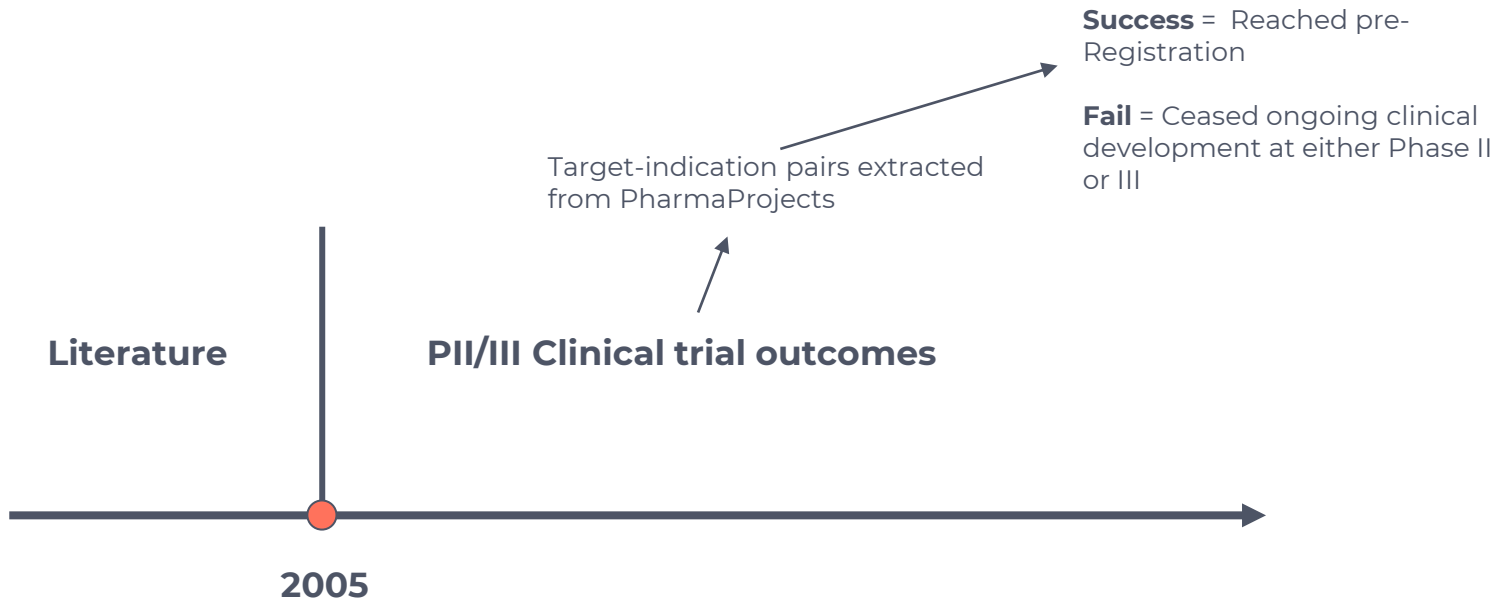 Success = Reached pre-
Registration
Fail = Ceased ongoing clinical
development at either Phase II
or III
Target-indication pairs extracted
from PharmaProjects
Literature
PII/III Clinical trial outcomes
2005